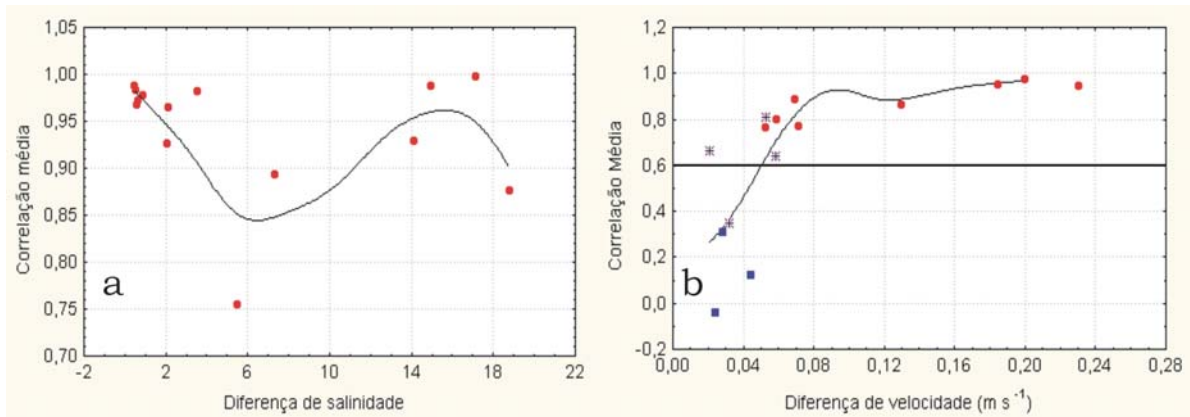 1,05
1,00
0,95
0,90
0,85
0,80
0,75
0,70
-2 2 6 10 14 18 22
Correlação média
Diferença de salinidade
a
1,2
1,0
0,8
0,6
0,4
0,2
0,0
-0,2
0,00 0,04 0,08 0,12 0,16 0,20 0,24 0,28
Correlação Média
Diferença de velocidade (m s -1)
b